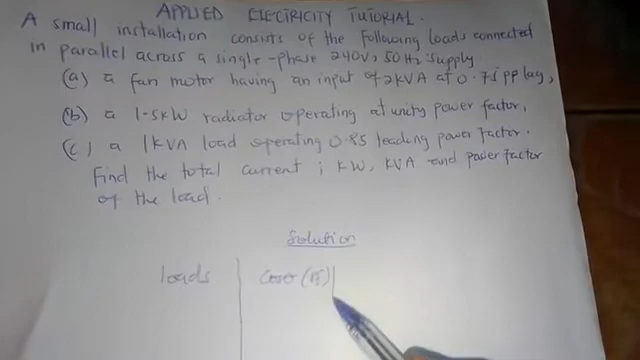 APPLIED ELECTRICITY TUTORIAL.
A small installation consists of the following loads connected
in parallel across a single-phase 240V, 50Hz supply.
(a) a fan motor having an input of 2kVA at 0.75 pp lag,
(b) a 1.5kW radiator operating at unity power factor,
(c) a 1KVA load operating 0.85 leading power factor.
Find the total current ; KW, KVA and power factor
of the load.
Solution
loads | cosσ (pf) |